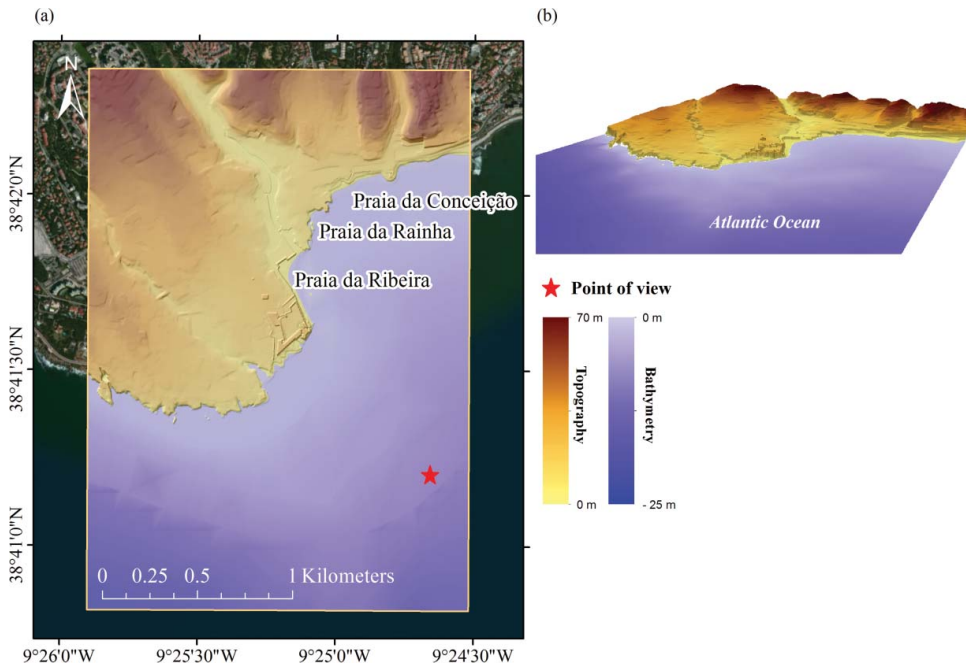 (a)
N
Praia da Conceição
Praia da Rainha
Praia da Ribeira
38°42'0"N
38°41'30"N
38°41'0"N
0 0.25 0.5 1 Kilometers
9°26'0"W 9°25'30"W 9°25'0"W 9°24'30"W
(b)
Atlantic Ocean
Point of view
70 m
Topography
0 m
0 m
Bathymetry
- 25 m